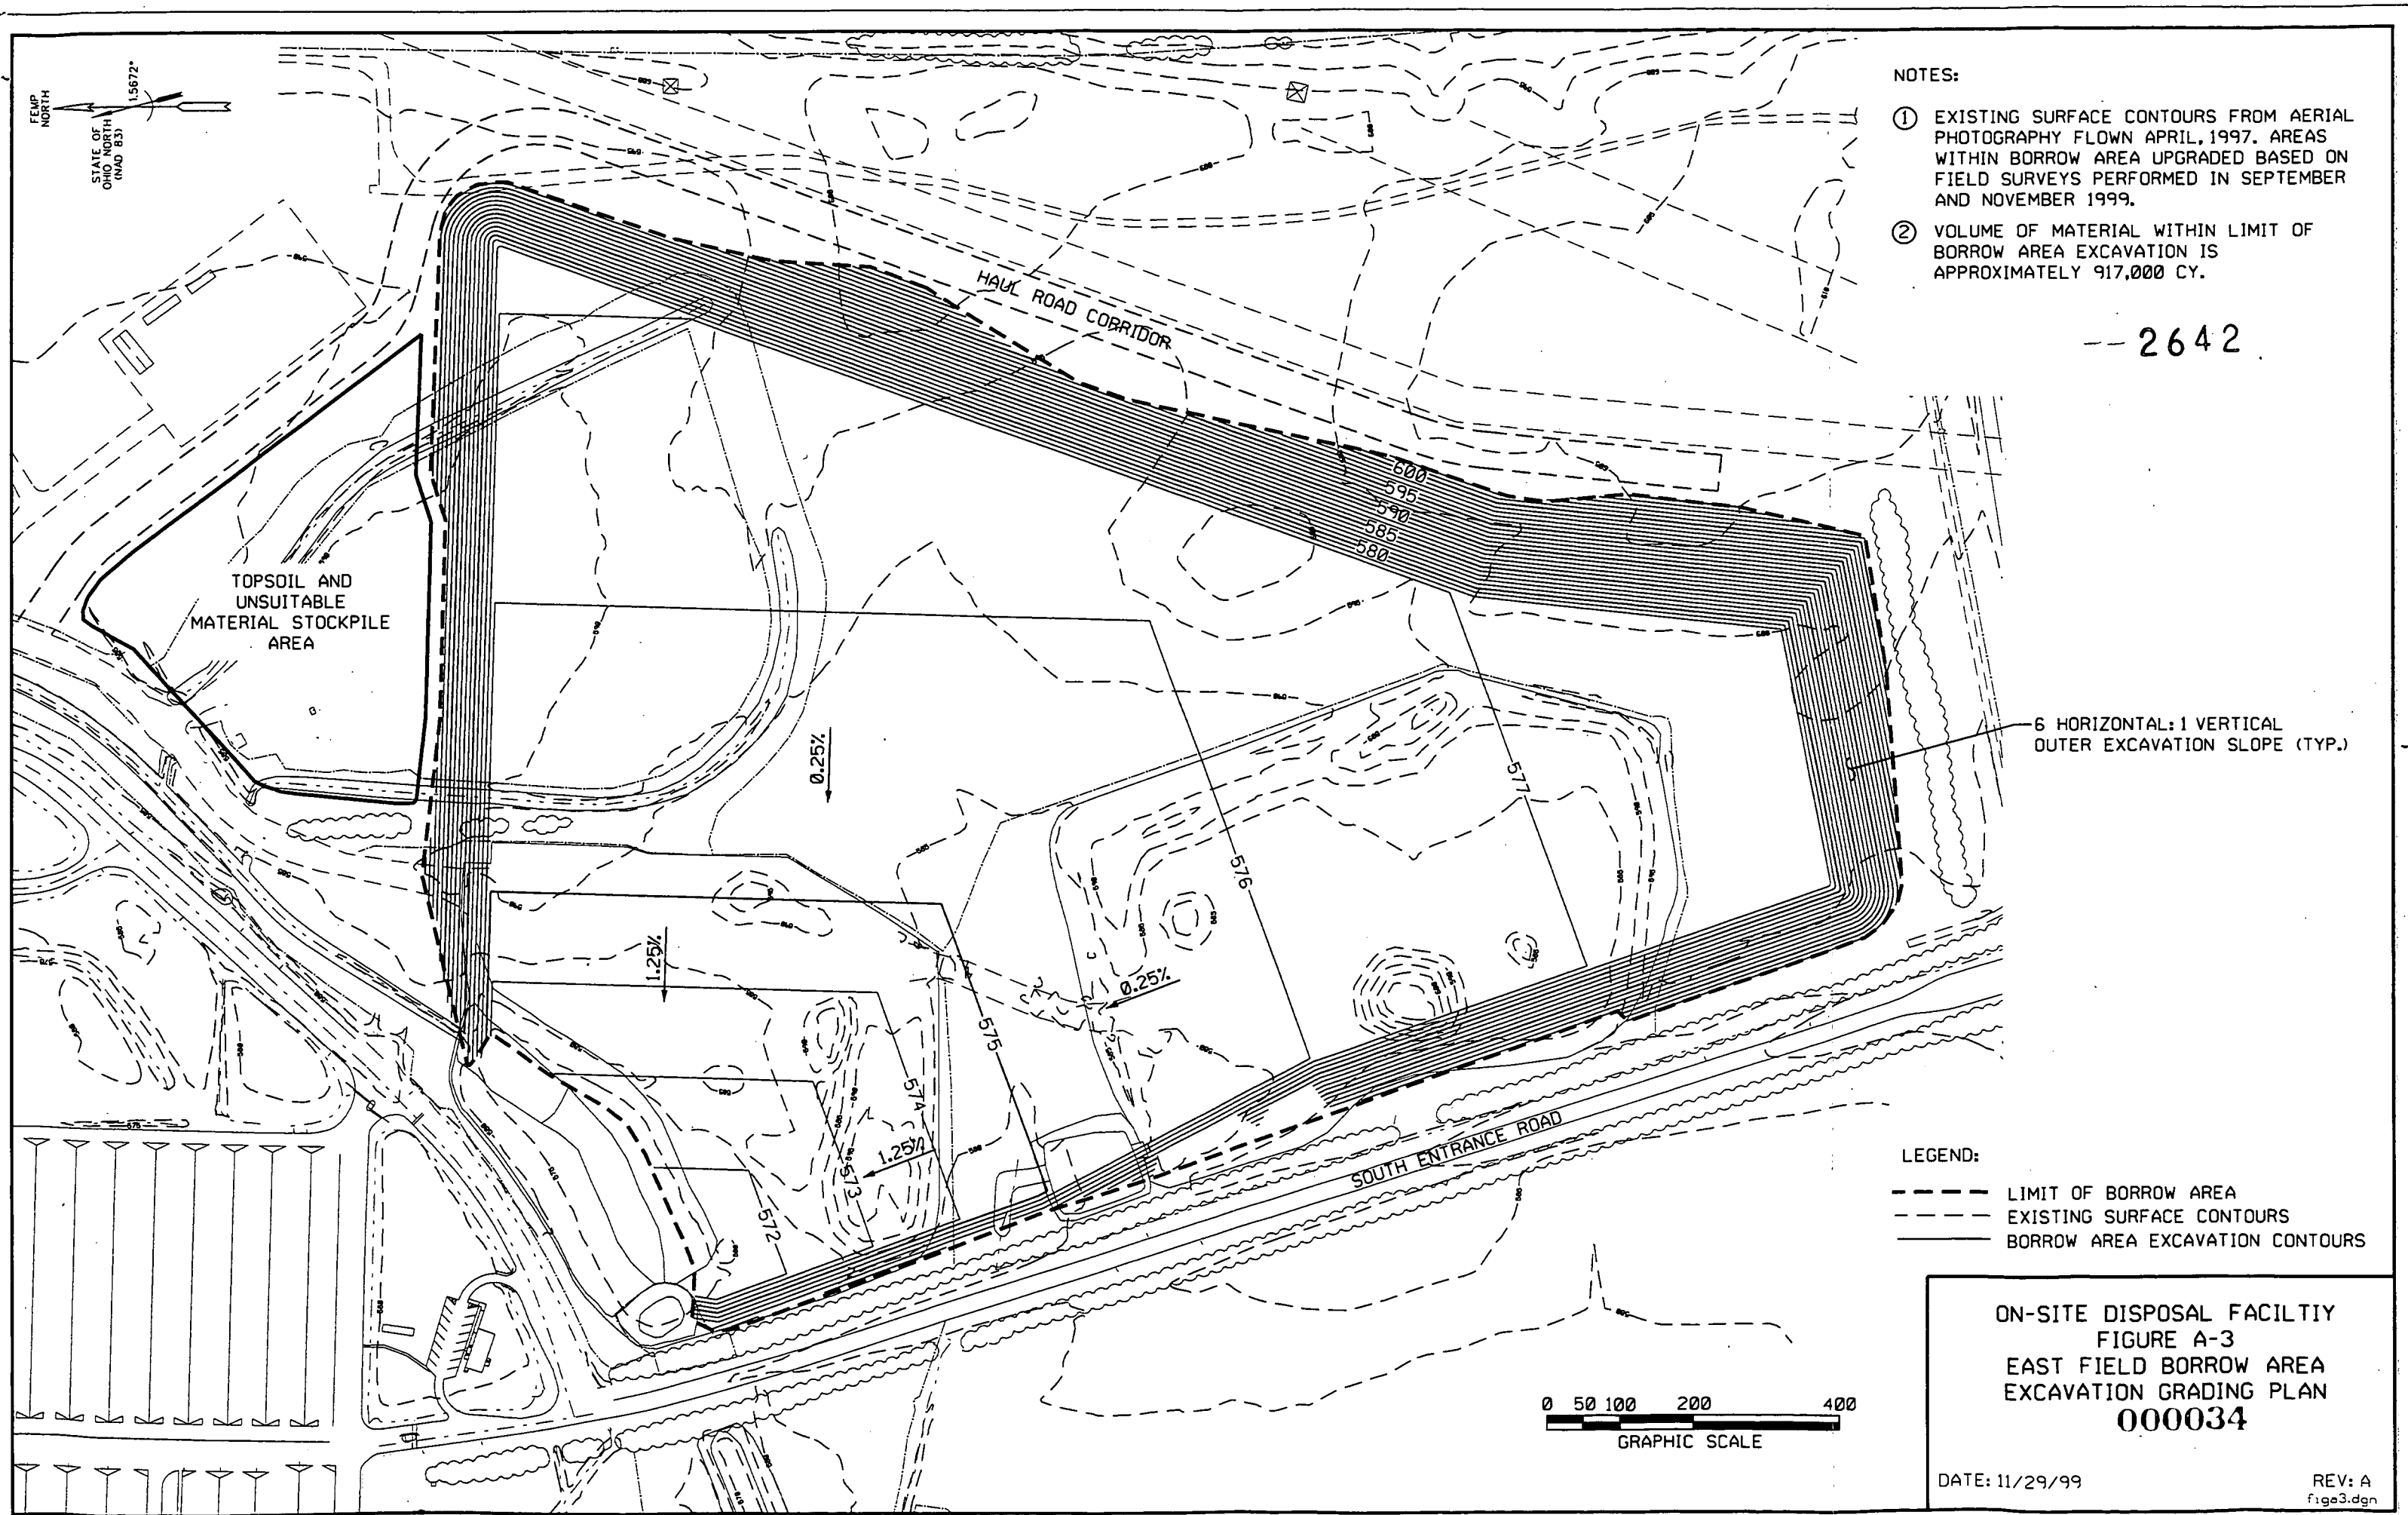 FEMP
NORTH
1.5672°
STATE OF
OHIO NORTH
(NAD 83)
NOTES:
1 EXISTING SURFACE CONTOURS FROM AERIAL
PHOTOGRAPHY FLOWN APRIL, 1997. AREAS
WITHIN BORROW AREA UPGRADED BASED ON
FIELD SURVEYS PERFORMED IN SEPTEMBER
AND NOVEMBER 1999.
2 VOLUME OF MATERIAL WITHIN LIMIT OF
BORROW AREA EXCAVATION IS
APPROXIMATELY 917,000 CY.
--2642
HAUL ROAD CORRIDOR
600
595
590
585
580
TOPSOIL AND
UNSUITABLE
MATERIAL STOCKPILE
AREA
6 HORIZONTAL: 1 VERTICAL
OUTER EXCAVATION SLOPE (TYP.)
0.25%
577
576
1.25%
0.25%
575
574
1.25%
573
572
SOUTH ENTRANCE ROAD
LEGEND:
LIMIT OF BORROW AREA
EXISTING SURFACE CONTOURS
BORROW AREA EXCAVATION CONTOURS
0 50 100 200 400
GRAPHIC SCALE
ON-SITE DISPOSAL FACILTIY
FIGURE A-3
EAST FIELD BORROW AREA
EXCAVATION GRADING PLAN
000034
DATE: 11/29/99
REV: A
figa3.dgn